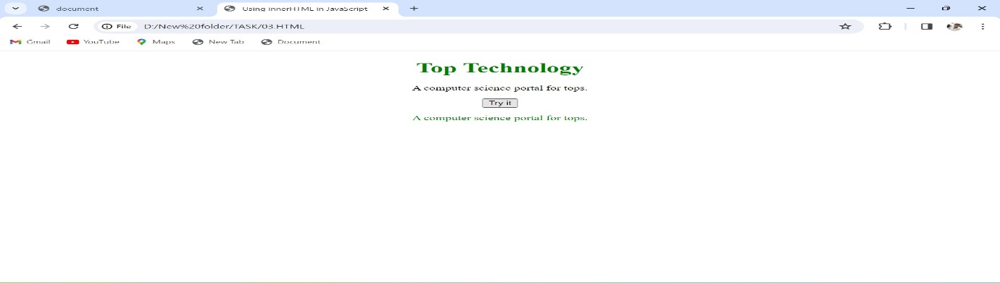 document
Using innerHTML in JavaScript
File D:/New%20folder/TASK/03.HTML
Gmail YouTube Maps New Tab Document
Top Technology
A computer science portal for tops.
Try it
A computer science portal for tops.